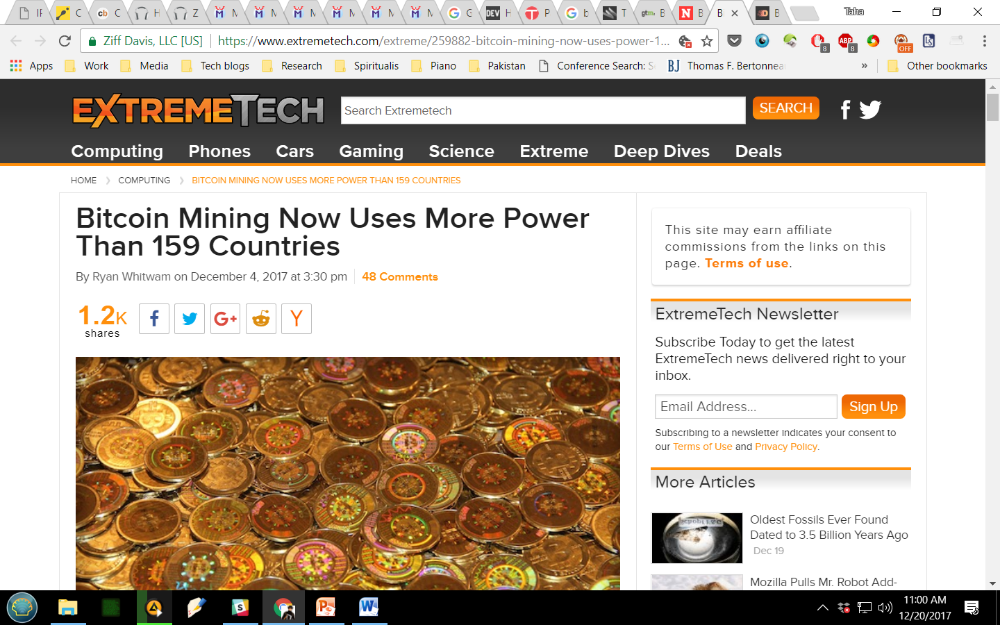 IF
C
cb C
H
Z
M
M
M
M
M
M
G
DEV H
P
b
T
gtm B
N B
B
B
Taha
Ziff Davis, LLC [US] https://www.extremetech.com/extreme/259882-bitcoin-mining-now-uses-power-1...
8
ABP 8
OFF
LS
Apps Work Media Tech blogs Research Spiritualis Piano Pakistan Conference Search: BJ Thomas F. Bertonnea » Other bookmarks
EXTREMETECH
Search Extremetech
SEARCH
Computing Phones Cars Gaming Science Extreme Deep Dives Deals
HOME COMPUTING BITCOIN MINING NOW USES MORE POWER THAN 159 COUNTRIES
Bitcoin Mining Now Uses More Power
Than 159 Countries
By Ryan Whitwam on December 4, 2017 at 3:30 pm 48 Comments
1.2K
shares
G+
Y
This site may earn affiliate
commissions from the links on this
page. Terms of use.
ExtremeTech Newsletter
Subscribe Today to get the latest
ExtremeTech news delivered right to your
inbox.
Email Address...
Sign Up
Subscribing to a newsletter indicates your consent to
our Terms of Use and Privacy Policy.
More Articles
Oldest Fossils Ever Found
Dated to 3.5 Billion Years Ago
Dec 19
Mozilla Pulls Mr. Robot Add-
11:00 AM
12/20/2017